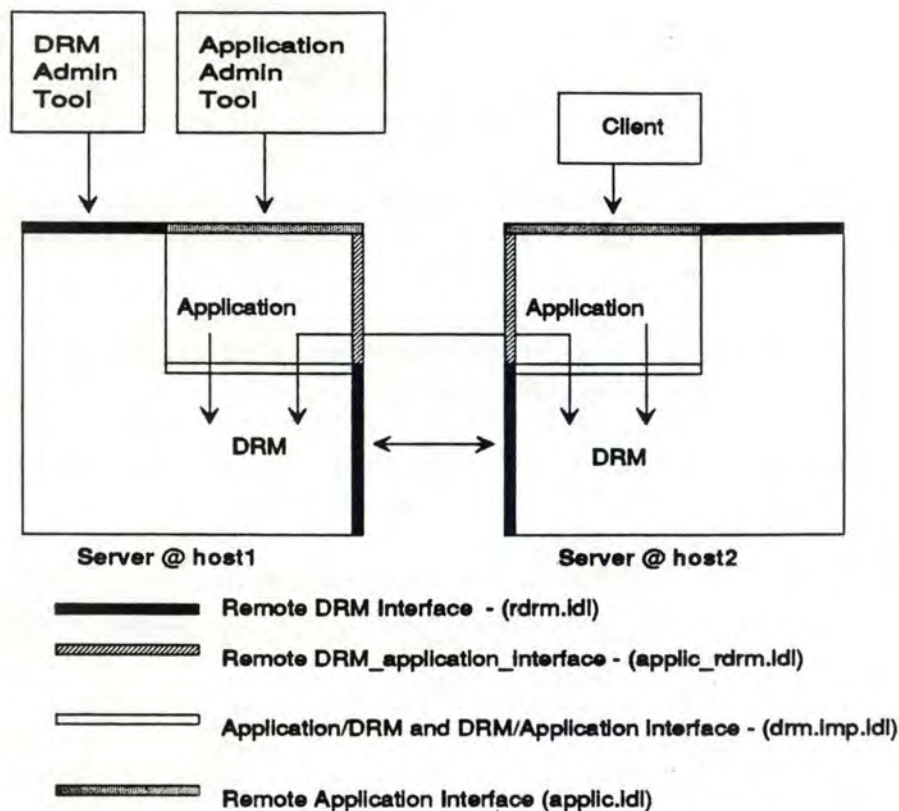 DRM
Admin
Tool
Application
Admin
Tool
Client
Application
Application
DRM
DRM
Server @ host1
Server @ host2
Remote DRM Interface - (rdrm.idl)
Remote DRM_application_interface - (applic_rdrm.idl)
Application/DRM and DRM/Application Interface - (drm.imp.idl)
Remote Application Interface (applic.idl)